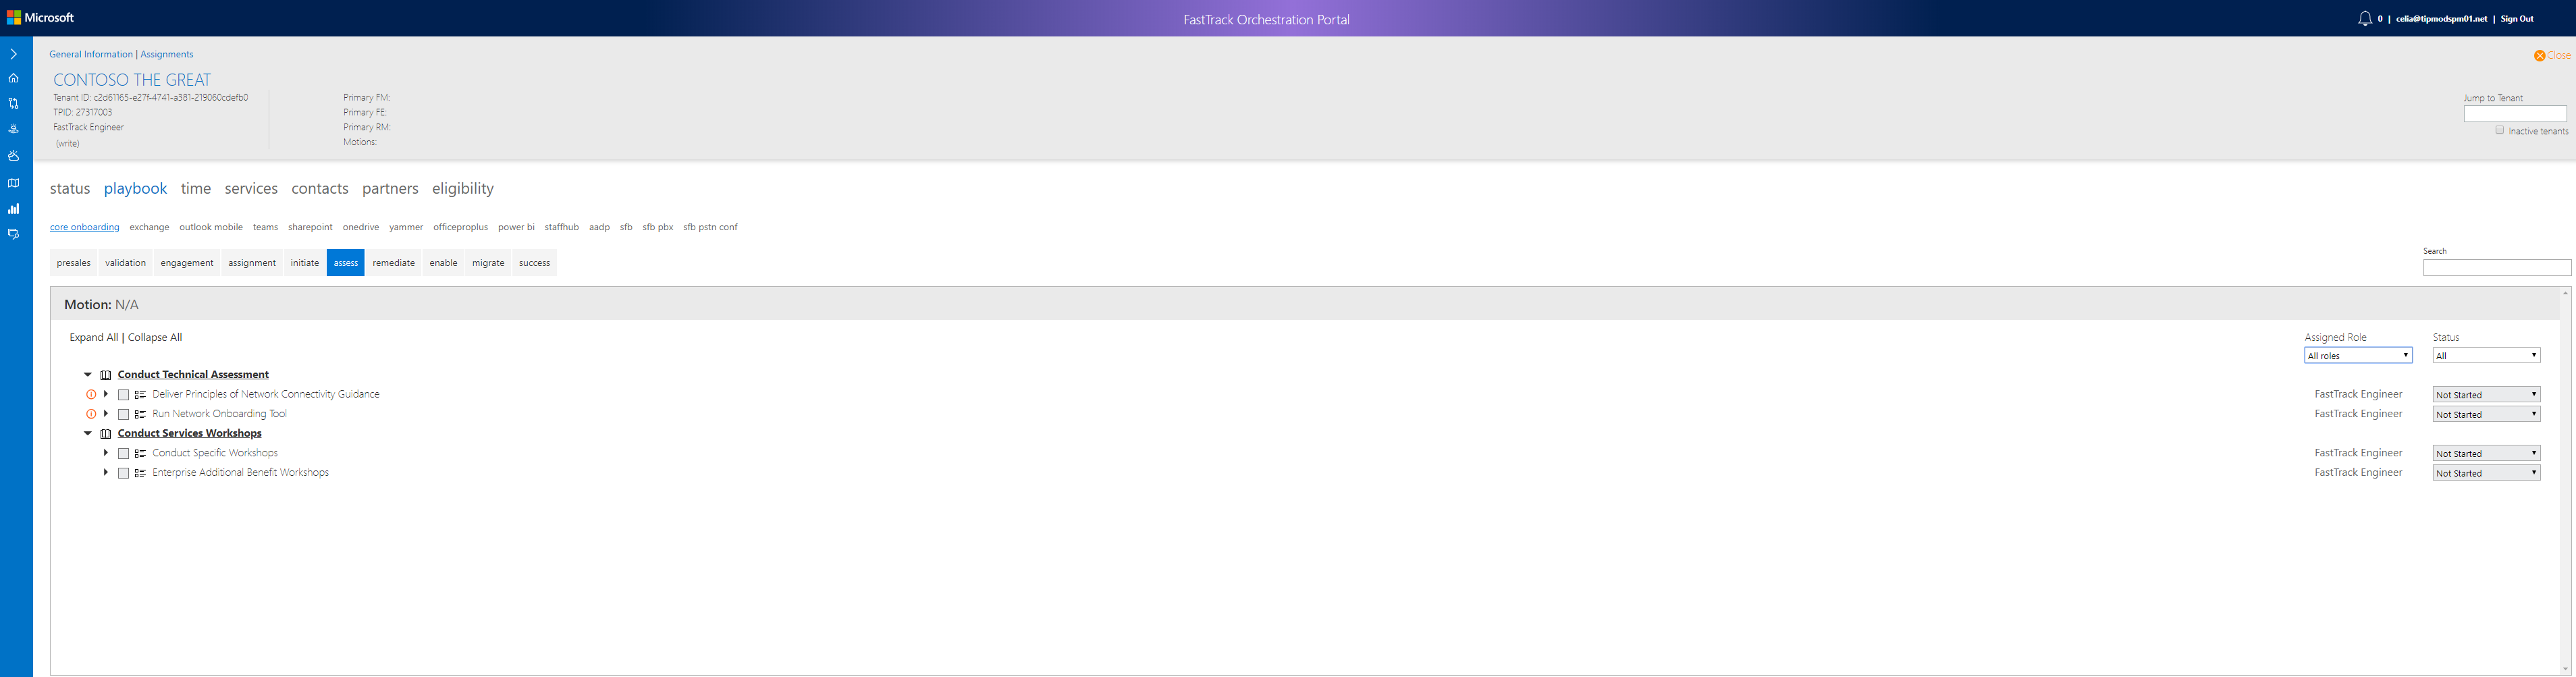 Microsoft
FastTrack Orchestration Portal
0 | celia@tipmodspm01.net | Sign Out
General Information | Assignments
Close
CONTOSO THE GREAT
Tenant ID: c2d61165-e27f-4741-a381-219060cdefb0
TPID: 27317003
FastTrack Engineer
(write)
Primary FM:
Primary FE:
Primary RM:
Motions:
Jump to Tenant
Inactive tenants
status playbook time services contacts partners eligibility
core onboarding exchange outlook mobile teams sharepoint onedrive yammer officeproplus power bi staffhub aadp sfb sfb pbx sfb pstn conf
presales validation engagement assignment initiate assess remediate enable migrate success
Search
Motion: N/A
Expand All | Collapse All
Assigned Role Status
All roles All
Conduct Technical Assessment
Deliver Principles of Network Connectivity Guidance FastTrack Engineer Not Started
Run Network Onboarding Tool FastTrack Engineer Not Started
Conduct Services Workshops
Conduct Specific Workshops FastTrack Engineer Not Started
Enterprise Additional Benefit Workshops FastTrack Engineer Not Started